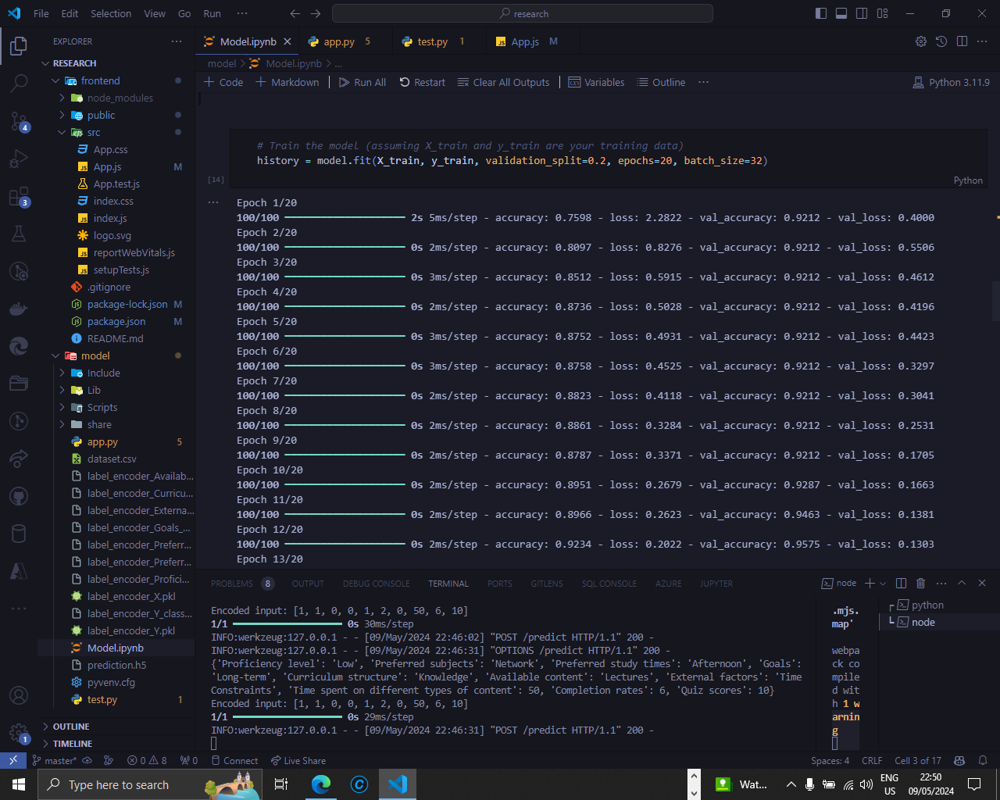 File Edit Selection View Go Run ··· research
EXPLORER ···
RESEARCH
frontend
node_modules
public
src
App.css
App.js M
App.test.js
index.css
index.js
logo.svg
reportWebVitals.js
setupTests.js
.gitignore
package-lock.json M
package.json M
README.md
model
Include
Lib
Scripts
share
app.py 5
dataset.csv
label_encoder_Availab...
label_encoder_Curricu...
label_encoder_Externa...
label_encoder_Goals_...
label_encoder_Preferr...
label_encoder_Preferr...
label_encoder_Profici...
label_encoder_X.pkl
label_encoder_Y_class...
label_encoder_Y.pkl
Model.ipynb
prediction.h5
pyvenv.cfg
test.py 1
OUTLINE
TIMELINE
4
3
1
Model.ipynb app.py 5 test.py 1 App.js M
model > Model.ipynb > ...
+ Code + Markdown Run All Restart Clear All Outputs Variables Outline ··· Python 3.11.9
# Train the model (assuming X_train and y_train are your training data)
history = model.fit(X_train, y_train, validation_split=0.2, epochs=20, batch_size=32)
[14] Python
Epoch 1/20
100/100 2s 5ms/step - accuracy: 0.7598 - loss: 2.2822 - val_accuracy: 0.9212 - val_loss: 0.4000
Epoch 2/20
100/100 0s 2ms/step - accuracy: 0.8097 - loss: 0.8276 - val_accuracy: 0.9212 - val_loss: 0.5506
Epoch 3/20
100/100 0s 3ms/step - accuracy: 0.8512 - loss: 0.5915 - val_accuracy: 0.9212 - val_loss: 0.4612
Epoch 4/20
100/100 0s 2ms/step - accuracy: 0.8736 - loss: 0.5028 - val_accuracy: 0.9212 - val_loss: 0.4196
Epoch 5/20
100/100 0s 3ms/step - accuracy: 0.8752 - loss: 0.4931 - val_accuracy: 0.9212 - val_loss: 0.4423
Epoch 6/20
100/100 0s 3ms/step - accuracy: 0.8758 - loss: 0.4525 - val_accuracy: 0.9212 - val_loss: 0.3297
Epoch 7/20
100/100 0s 2ms/step - accuracy: 0.8823 - loss: 0.4118 - val_accuracy: 0.9212 - val_loss: 0.3041
Epoch 8/20
100/100 0s 2ms/step - accuracy: 0.8861 - loss: 0.3284 - val_accuracy: 0.9212 - val_loss: 0.2531
Epoch 9/20
100/100 0s 2ms/step - accuracy: 0.8787 - loss: 0.3371 - val_accuracy: 0.9212 - val_loss: 0.1705
Epoch 10/20
100/100 0s 2ms/step - accuracy: 0.8951 - loss: 0.2679 - val_accuracy: 0.9287 - val_loss: 0.1663
Epoch 11/20
100/100 0s 2ms/step - accuracy: 0.8966 - loss: 0.2623 - val_accuracy: 0.9463 - val_loss: 0.1381
Epoch 12/20
100/100 0s 2ms/step - accuracy: 0.9234 - loss: 0.2022 - val_accuracy: 0.9575 - val_loss: 0.1303
Epoch 13/20
PROBLEMS 8 OUTPUT DEBUG CONSOLE TERMINAL PORTS GITLENS SQL CONSOLE AZURE JUPYTER node
Encoded input: [1, 1, 0, 0, 1, 2, 0, 50, 6, 10]
1/1 0s 30ms/step
INFO:werkzeug:127.0.0.1 - - [09/May/2024 22:46:02] "POST /predict HTTP/1.1" 200 -
INFO:werkzeug:127.0.0.1 - - [09/May/2024 22:46:31] "OPTIONS /predict HTTP/1.1" 200 -
{'Proficiency level': 'Low', 'Preferred subjects': 'Network', 'Preferred study times': 'Afternoon', 'Goals':
'Long-term', 'Curriculum structure': 'Knowledge', 'Available content': 'Lectures', 'External factors': 'Time
Constraints', 'Time spent on different types of content': 50, 'Completion rates': 6, 'Quiz scores': 10}
Encoded input: [1, 1, 0, 0, 1, 2, 0, 50, 6, 10]
1/1 0s 29ms/step
INFO:werkzeug:127.0.0.1 - - [09/May/2024 22:46:31] "POST /predict HTTP/1.1" 200 -
.mjs.
map'
webpa
ck co
mpile
d wit
h 1 w
arnin
g
python
node
master* 0 8 0 Connect Live Share Spaces: 4 CRLF Cell 3 of 17
Type here to search Wat... ENG US 22:50 09/05/2024